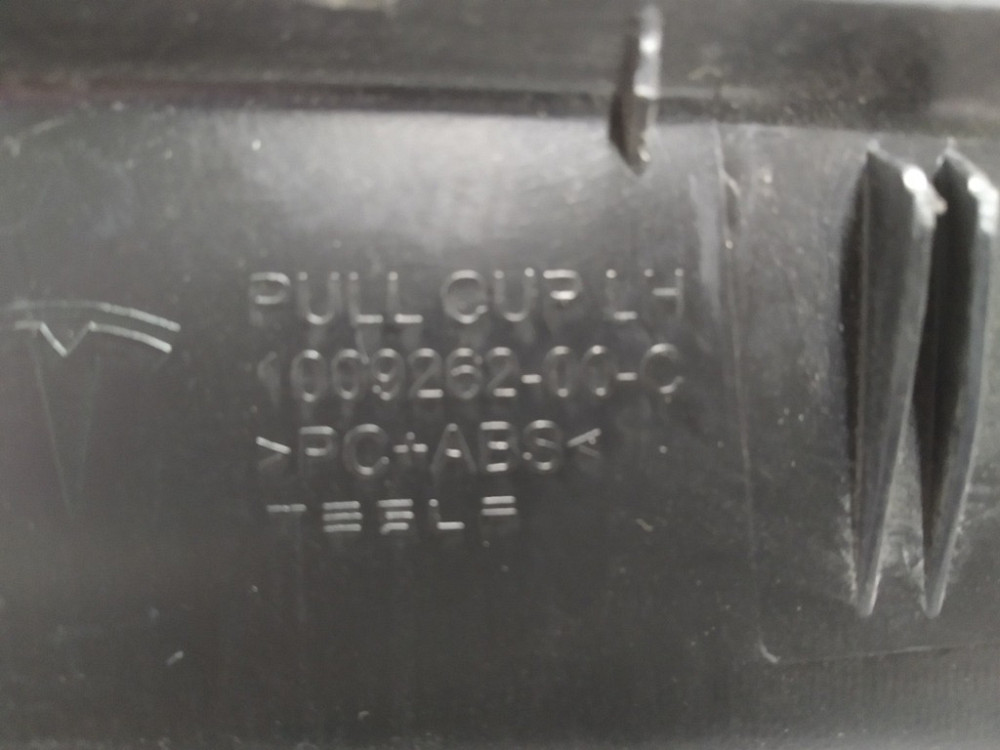 PULL CUP LH
1009262-00-C
>PC+ABS<
TESLA